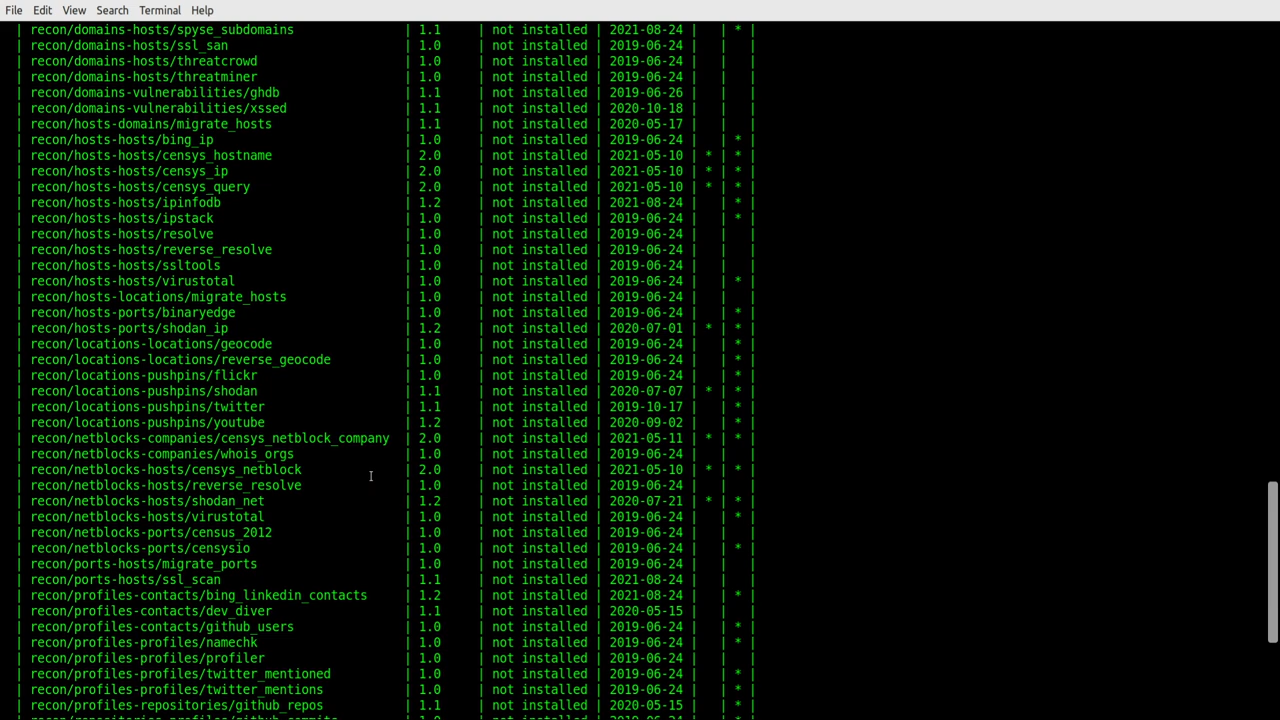 File Edit View Search Terminal Help
| recon/domains-hosts/spyse_subdomains | 1.1 | not installed | 2021-08-24 | | * |
| recon/domains-hosts/ssl_san | 1.0 | not installed | 2019-06-24 | | |
| recon/domains-hosts/threatcrowd | 1.0 | not installed | 2019-06-24 | | |
| recon/domains-hosts/threatminer | 1.0 | not installed | 2019-06-24 | | |
| recon/domains-vulnerabilities/ghdb | 1.1 | not installed | 2019-06-26 | | |
| recon/domains-vulnerabilities/xssed | 1.1 | not installed | 2020-10-18 | | |
| recon/hosts-domains/migrate_hosts | 1.1 | not installed | 2020-05-17 | | |
| recon/hosts-hosts/bing_ip | 1.0 | not installed | 2019-06-24 | | * |
| recon/hosts-hosts/censys_hostname | 2.0 | not installed | 2021-05-10 | * | * |
| recon/hosts-hosts/censys_ip | 2.0 | not installed | 2021-05-10 | * | * |
| recon/hosts-hosts/censys_query | 2.0 | not installed | 2021-05-10 | * | * |
| recon/hosts-hosts/ipinfodb | 1.2 | not installed | 2021-08-24 | | * |
| recon/hosts-hosts/ipstack | 1.0 | not installed | 2019-06-24 | | * |
| recon/hosts-hosts/resolve | 1.0 | not installed | 2019-06-24 | | |
| recon/hosts-hosts/reverse_resolve | 1.0 | not installed | 2019-06-24 | | |
| recon/hosts-hosts/ssltools | 1.0 | not installed | 2019-06-24 | | |
| recon/hosts-hosts/virustotal | 1.0 | not installed | 2019-06-24 | | * |
| recon/hosts-locations/migrate_hosts | 1.0 | not installed | 2019-06-24 | | |
| recon/hosts-ports/binaryedge | 1.0 | not installed | 2019-06-24 | | * |
| recon/hosts-ports/shodan_ip | 1.2 | not installed | 2020-07-01 | * | * |
| recon/locations-locations/geocode | 1.0 | not installed | 2019-06-24 | | * |
| recon/locations-locations/reverse_geocode | 1.0 | not installed | 2019-06-24 | | * |
| recon/locations-pushpins/flickr | 1.0 | not installed | 2019-06-24 | | * |
| recon/locations-pushpins/shodan | 1.1 | not installed | 2020-07-07 | * | * |
| recon/locations-pushpins/twitter | 1.1 | not installed | 2019-10-17 | | * |
| recon/locations-pushpins/youtube | 1.2 | not installed | 2020-09-02 | | * |
| recon/netblocks-companies/censys_netblock_company | 2.0 | not installed | 2021-05-11 | * | * |
| recon/netblocks-companies/whois_orgs | 1.0 | not installed | 2019-06-24 | | |
| recon/netblocks-hosts/censys_netblock | 2.0 | not installed | 2021-05-10 | * | * |
| recon/netblocks-hosts/reverse_resolve | 1.0 | not installed | 2019-06-24 | | |
| recon/netblocks-hosts/shodan_net | 1.2 | not installed | 2020-07-21 | * | * |
| recon/netblocks-hosts/virustotal | 1.0 | not installed | 2019-06-24 | | * |
| recon/netblocks-ports/census_2012 | 1.0 | not installed | 2019-06-24 | | |
| recon/netblocks-ports/censysio | 1.0 | not installed | 2019-06-24 | | * |
| recon/ports-hosts/migrate_ports | 1.0 | not installed | 2019-06-24 | | |
| recon/ports-hosts/ssl_scan | 1.1 | not installed | 2021-08-24 | | |
| recon/profiles-contacts/bing_linkedin_contacts | 1.2 | not installed | 2021-08-24 | | * |
| recon/profiles-contacts/dev_diver | 1.1 | not installed | 2020-05-15 | | |
| recon/profiles-contacts/github_users | 1.0 | not installed | 2019-06-24 | | * |
| recon/profiles-profiles/namechk | 1.0 | not installed | 2019-06-24 | | * |
| recon/profiles-profiles/profiler | 1.0 | not installed | 2019-06-24 | | |
| recon/profiles-profiles/twitter_mentioned | 1.0 | not installed | 2019-06-24 | | * |
| recon/profiles-profiles/twitter_mentions | 1.0 | not installed | 2019-06-24 | | * |
| recon/profiles-repositories/github_repos | 1.1 | not installed | 2020-05-15 | | * |